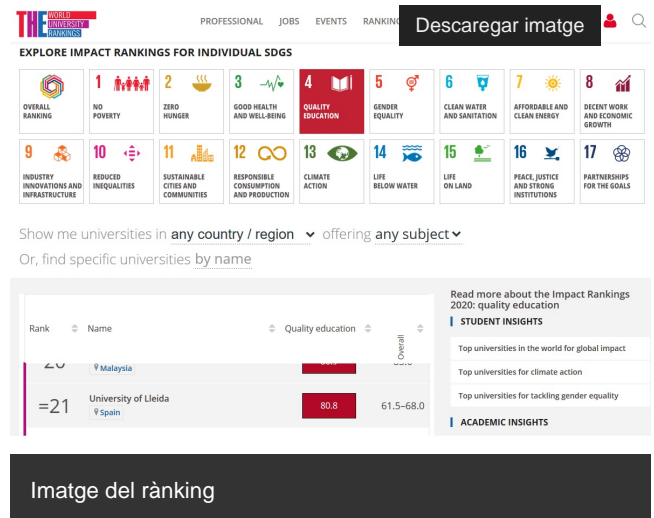 THE WORLD UNIVERSITY RANKINGS
PROFESSIONAL JOBS EVENTS RANKING
Descaregar imatge
EXPLORE IMPACT RANKINGS FOR INDIVIDUAL SDGS
OVERALL RANKING
1 NO POVERTY
2 ZERO HUNGER
3 GOOD HEALTH AND WELL-BEING
4 QUALITY EDUCATION
5 GENDER EQUALITY
6 CLEAN WATER AND SANITATION
7 AFFORDABLE AND CLEAN ENERGY
8 DECENT WORK AND ECONOMIC GROWTH
9 INDUSTRY INNOVATIONS AND INFRASTRUCTURE
10 REDUCED INEQUALITIES
11 SUSTAINABLE CITIES AND COMMUNITIES
12 RESPONSIBLE CONSUMPTION AND PRODUCTION
13 CLIMATE ACTION
14 LIFE BELOW WATER
15 LIFE ON LAND
16 PEACE, JUSTICE AND STRONG INSTITUTIONS
17 PARTNERSHIPS FOR THE GOALS
Show me universities in any country / region offering any subject
Or, find specific universities by name
Rank Name Quality education Overall
Malaysia
=21 University of Lleida 80.8 61.5–68.0
Spain
Read more about the Impact Rankings
2020: quality education
STUDENT INSIGHTS
Top universities in the world for global impact
Top universities for climate action
Top universities for tackling gender equality
ACADEMIC INSIGHTS
Imatge del rànking